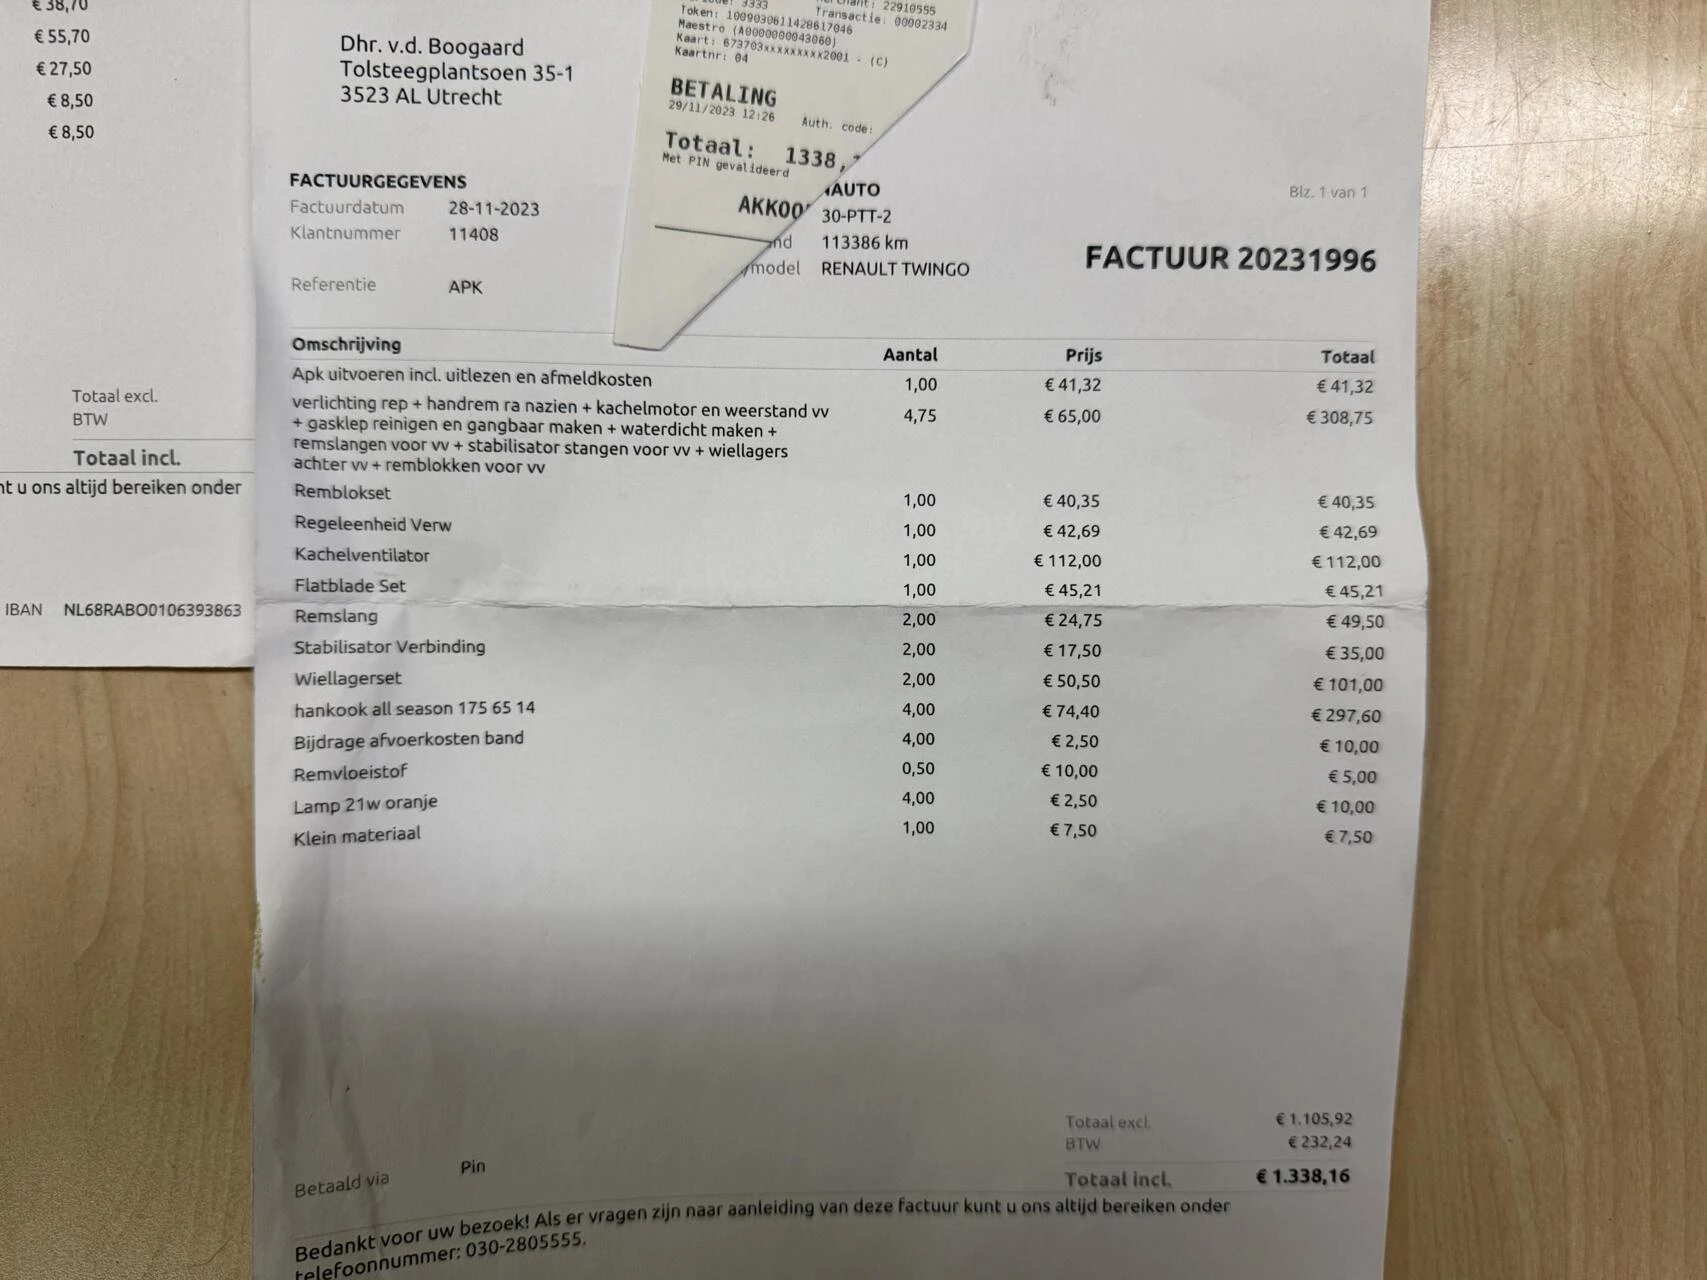 € 38,70
€ 55,70
€ 27,50
€ 8,50
€ 8,50
Totaal excl.
BTW
Totaal incl.
u ons altijd bereiken onder
IBAN NL68RABO0106393863
3333
22910555
Transactie: 00002334
Token: 1009030611428617046
Maestro (A0000000043060)
Kaart: 673703xxxxxxxxx2001 - (C)
Kaartnr: 04
BETALING
29/11/2023 12:26 Auth. code:
Totaal: 1338,
Met PIN gevalideerd
Dhr. v.d. Boogaard
Tolsteegplantsoen 35-1
3523 AL Utrecht
FACTUURGEGEVENS
Factuurdatum 28-11-2023
Klantnummer 11408
Referentie APK
30-PTT-2
113386 km
/model RENAULT TWINGO
Blz. 1 van 1
FACTUUR 20231996
Omschrijving Aantal Prijs Totaal
Apk uitvoeren incl. uitlezen en afmeldkosten 1,00 € 41,32 € 41,32
verlichting rep + handrem ra nazien + kachelmotor en weerstand vv 4,75 € 65,00 € 308,75
+ gasklep reinigen en gangbaar maken + waterdicht maken +
remslangen voor vv + stabilisator stangen voor vv + wiellagers
achter vv + remblokken voor vv
Remblokset 1,00 € 40,35 € 40,35
Regeleenheid Verw 1,00 € 42,69 € 42,69
Kachelventilator 1,00 € 112,00 € 112,00
Flatblade Set 1,00 € 45,21 € 45,21
Remslang 2,00 € 24,75 € 49,50
Stabilisator Verbinding 2,00 € 17,50 € 35,00
Wiellagerset 2,00 € 50,50 € 101,00
hankook all season 175 65 14 4,00 € 74,40 € 297,60
Bijdrage afvoerkosten band 4,00 € 2,50 € 10,00
Remvloeistof 0,50 € 10,00 € 5,00
Lamp 21w oranje 4,00 € 2,50 € 10,00
Klein materiaal 1,00 € 7,50 € 7,50
Totaal excl. € 1.105,92
BTW € 232,24
Totaal incl. € 1.338,16
Betaald via Pin
Bedankt voor uw bezoek! Als er vragen zijn naar aanleiding van deze factuur kunt u ons altijd bereiken onder
telefoonnummer: 030-2805555.